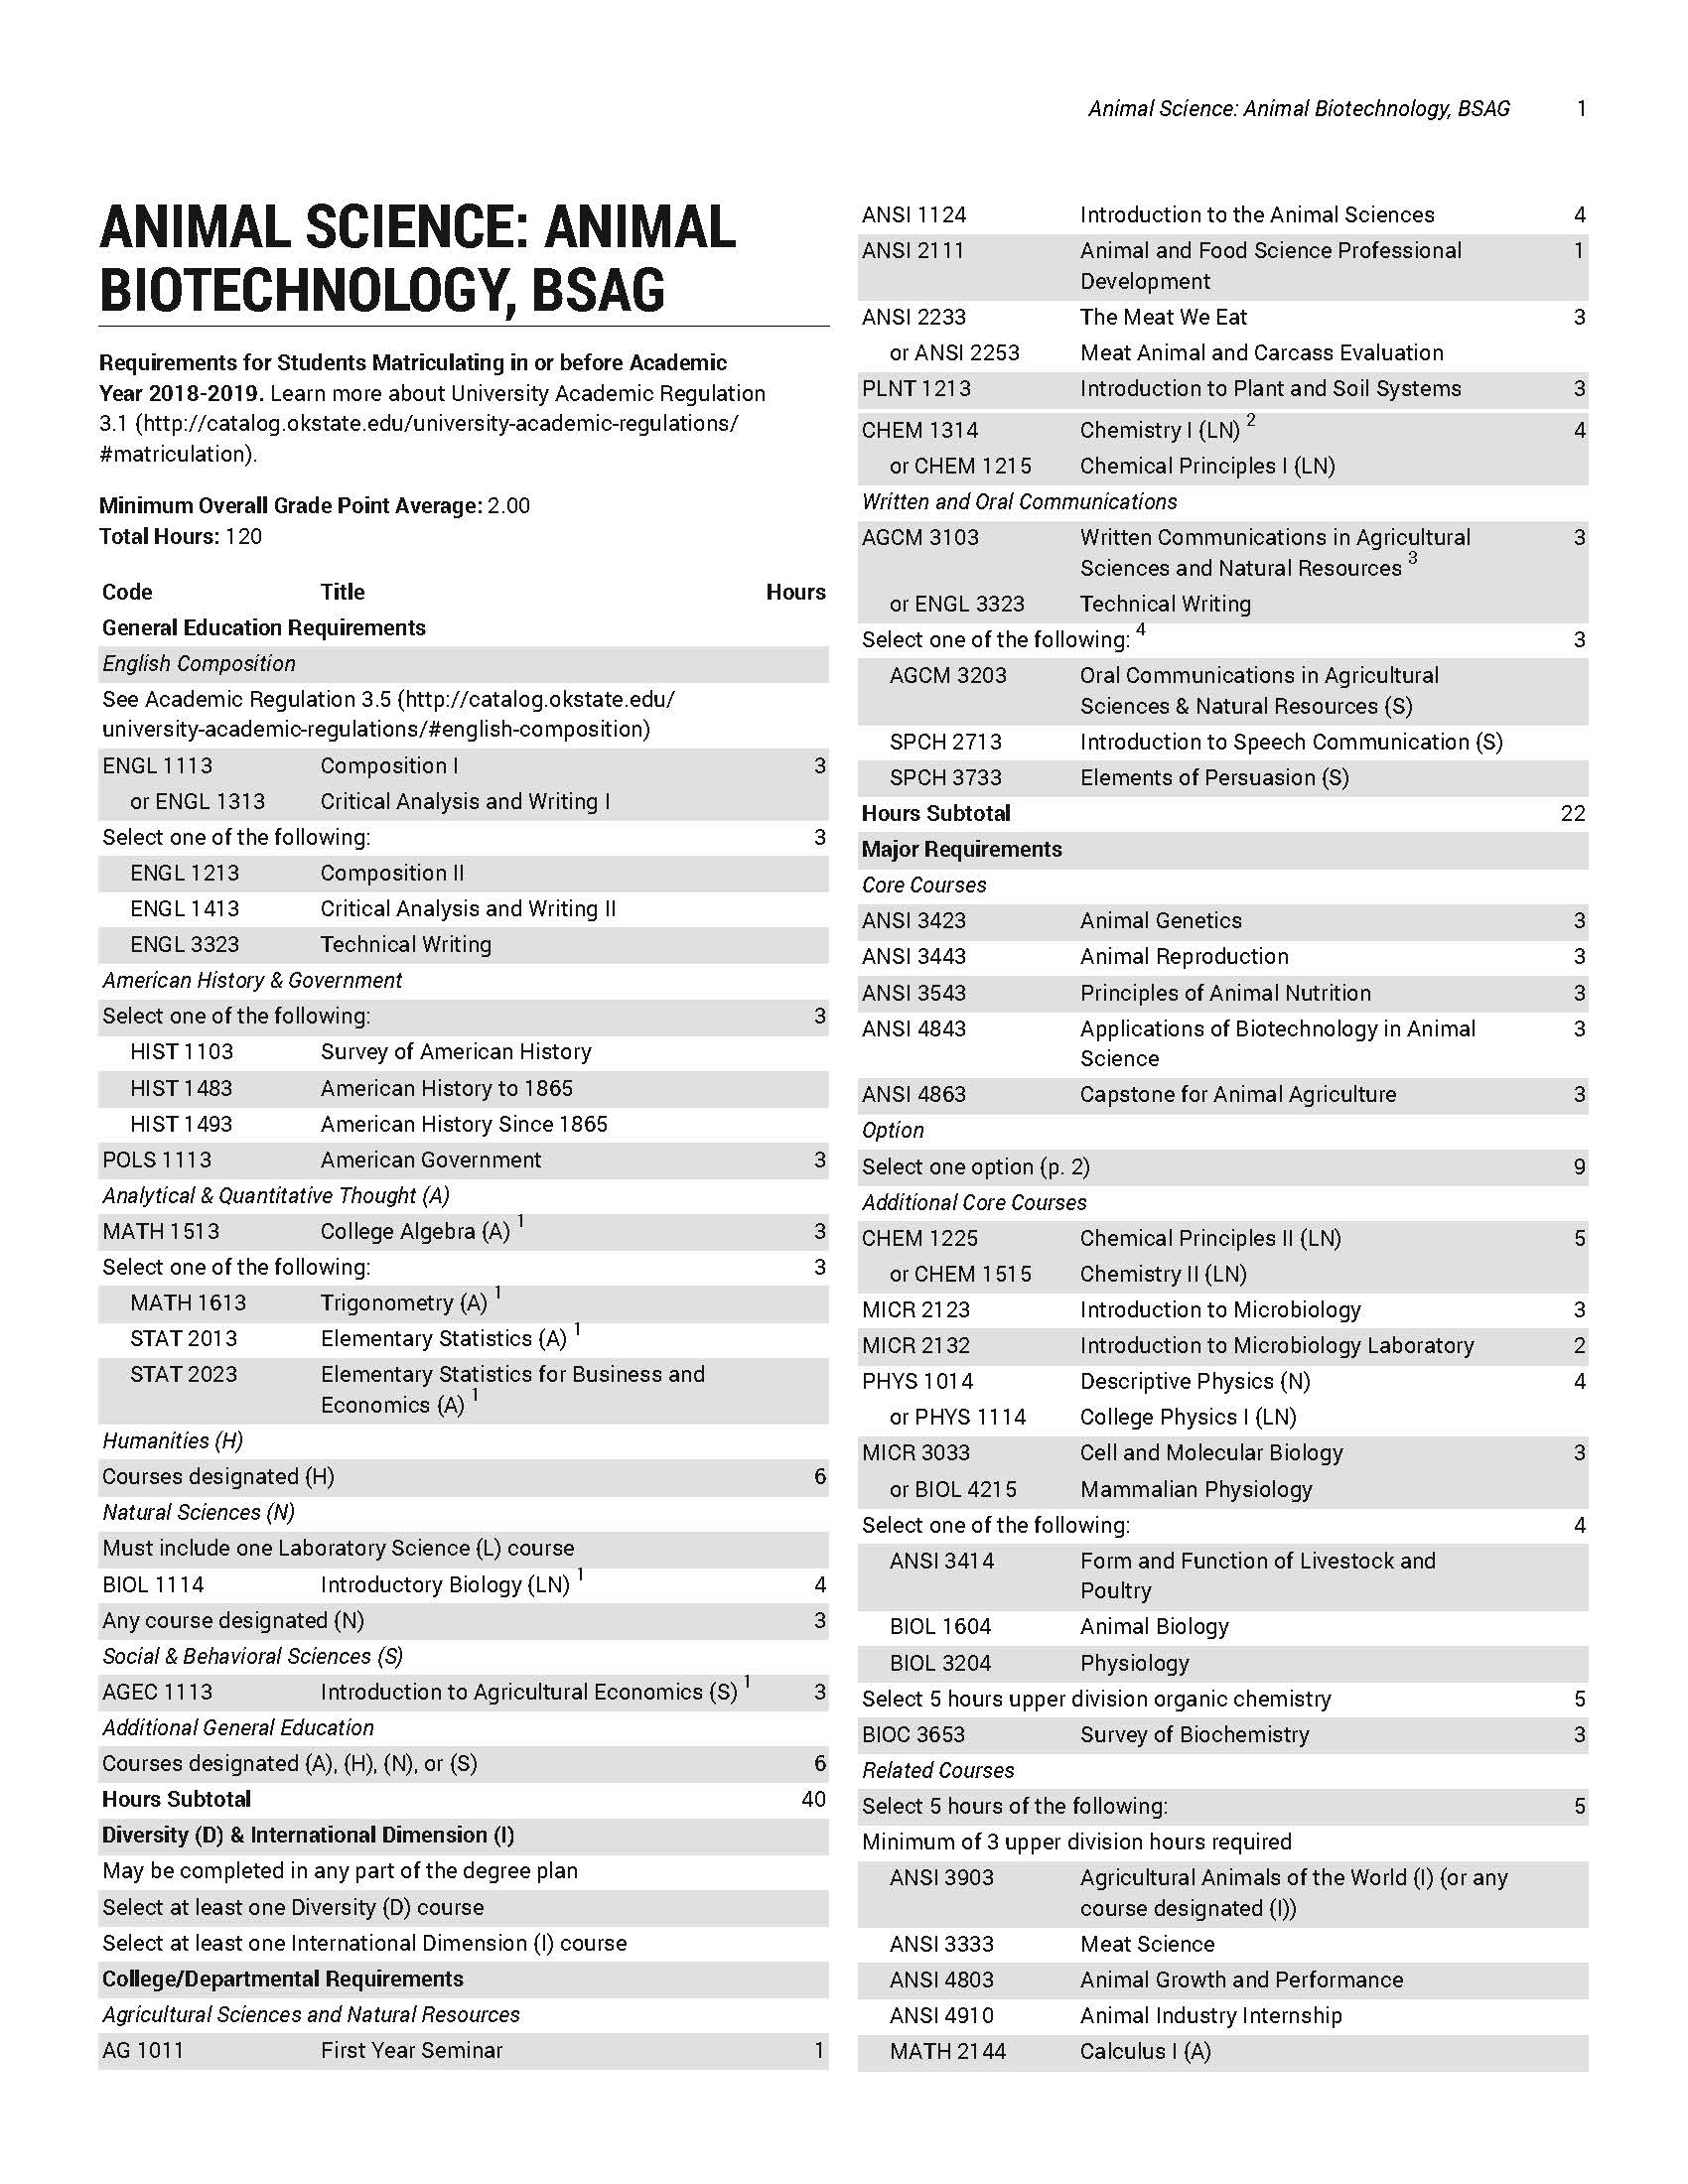 Animal Science: Animal Biotechnology, BSAG 1
ANIMAL SCIENCE: ANIMAL
BIOTECHNOLOGY, BSAG
Requirements for Students Matriculating in or before Academic
Year 2018-2019. Learn more about University Academic Regulation
3.1 (http://catalog.okstate.edu/university-academic-regulations/
#matriculation).
Minimum Overall Grade Point Average: 2.00
Total Hours: 120
Code Title Hours
General Education Requirements
English Composition
See Academic Regulation 3.5 (http://catalog.okstate.edu/
university-academic-regulations/#english-composition)
ENGL 1113 Composition I 3
or ENGL 1313 Critical Analysis and Writing I
Select one of the following: 3
ENGL 1213 Composition II
ENGL 1413 Critical Analysis and Writing II
ENGL 3323 Technical Writing
American History & Government
Select one of the following: 3
HIST 1103 Survey of American History
HIST 1483 American History to 1865
HIST 1493 American History Since 1865
POLS 1113 American Government 3
Analytical & Quantitative Thought (A)
MATH 1513 College Algebra (A) 1 3
Select one of the following: 3
MATH 1613 Trigonometry (A) 1
STAT 2013 Elementary Statistics (A) 1
STAT 2023 Elementary Statistics for Business and
Economics (A) 1
Humanities (H)
Courses designated (H) 6
Natural Sciences (N)
Must include one Laboratory Science (L) course
BIOL 1114 Introductory Biology (LN) 1 4
Any course designated (N) 3
Social & Behavioral Sciences (S)
AGEC 1113 Introduction to Agricultural Economics (S) 1 3
Additional General Education
Courses designated (A), (H), (N), or (S) 6
Hours Subtotal 40
Diversity (D) & International Dimension (I)
May be completed in any part of the degree plan
Select at least one Diversity (D) course
Select at least one International Dimension (I) course
College/Departmental Requirements
Agricultural Sciences and Natural Resources
AG 1011 First Year Seminar 1
ANSI 1124 Introduction to the Animal Sciences 4
ANSI 2111 Animal and Food Science Professional 1
Development
ANSI 2233 The Meat We Eat 3
or ANSI 2253 Meat Animal and Carcass Evaluation
PLNT 1213 Introduction to Plant and Soil Systems 3
CHEM 1314 Chemistry I (LN) 2 4
or CHEM 1215 Chemical Principles I (LN)
Written and Oral Communications
AGCM 3103 Written Communications in Agricultural 3
Sciences and Natural Resources 3
or ENGL 3323 Technical Writing
Select one of the following: 4 3
AGCM 3203 Oral Communications in Agricultural
Sciences & Natural Resources (S)
SPCH 2713 Introduction to Speech Communication (S)
SPCH 3733 Elements of Persuasion (S)
Hours Subtotal 22
Major Requirements
Core Courses
ANSI 3423 Animal Genetics 3
ANSI 3443 Animal Reproduction 3
ANSI 3543 Principles of Animal Nutrition 3
ANSI 4843 Applications of Biotechnology in Animal 3
Science
ANSI 4863 Capstone for Animal Agriculture 3
Option
Select one option (p. 2) 9
Additional Core Courses
CHEM 1225 Chemical Principles II (LN) 5
or CHEM 1515 Chemistry II (LN)
MICR 2123 Introduction to Microbiology 3
MICR 2132 Introduction to Microbiology Laboratory 2
PHYS 1014 Descriptive Physics (N) 4
or PHYS 1114 College Physics I (LN)
MICR 3033 Cell and Molecular Biology 3
or BIOL 4215 Mammalian Physiology
Select one of the following: 4
ANSI 3414 Form and Function of Livestock and
Poultry
BIOL 1604 Animal Biology
BIOL 3204 Physiology
Select 5 hours upper division organic chemistry 5
BIOC 3653 Survey of Biochemistry 3
Related Courses
Select 5 hours of the following: 5
Minimum of 3 upper division hours required
ANSI 3903 Agricultural Animals of the World (I) (or any
course designated (I))
ANSI 3333 Meat Science
ANSI 4803 Animal Growth and Performance
ANSI 4910 Animal Industry Internship
MATH 2144 Calculus I (A)